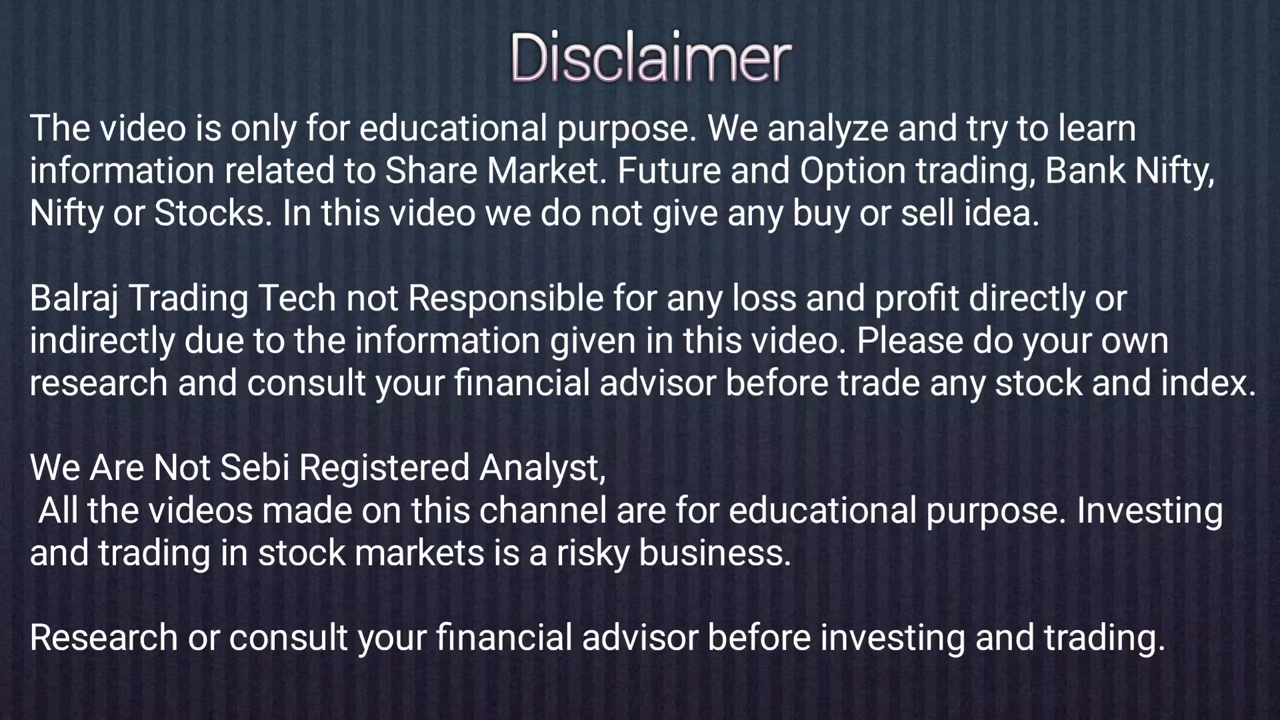 Disclaimer
The video is only for educational purpose. We analyze and try to learn
information related to Share Market. Future and Option trading, Bank Nifty,
Nifty or Stocks. In this video we do not give any buy or sell idea.
Balraj Trading Tech not Responsible for any loss and profit directly or
indirectly due to the information given in this video. Please do your own
research and consult your financial advisor before trade any stock and index.
We Are Not Sebi Registered Analyst,
All the videos made on this channel are for educational purpose. Investing
and trading in stock markets is a risky business.
Research or consult your financial advisor before investing and trading.